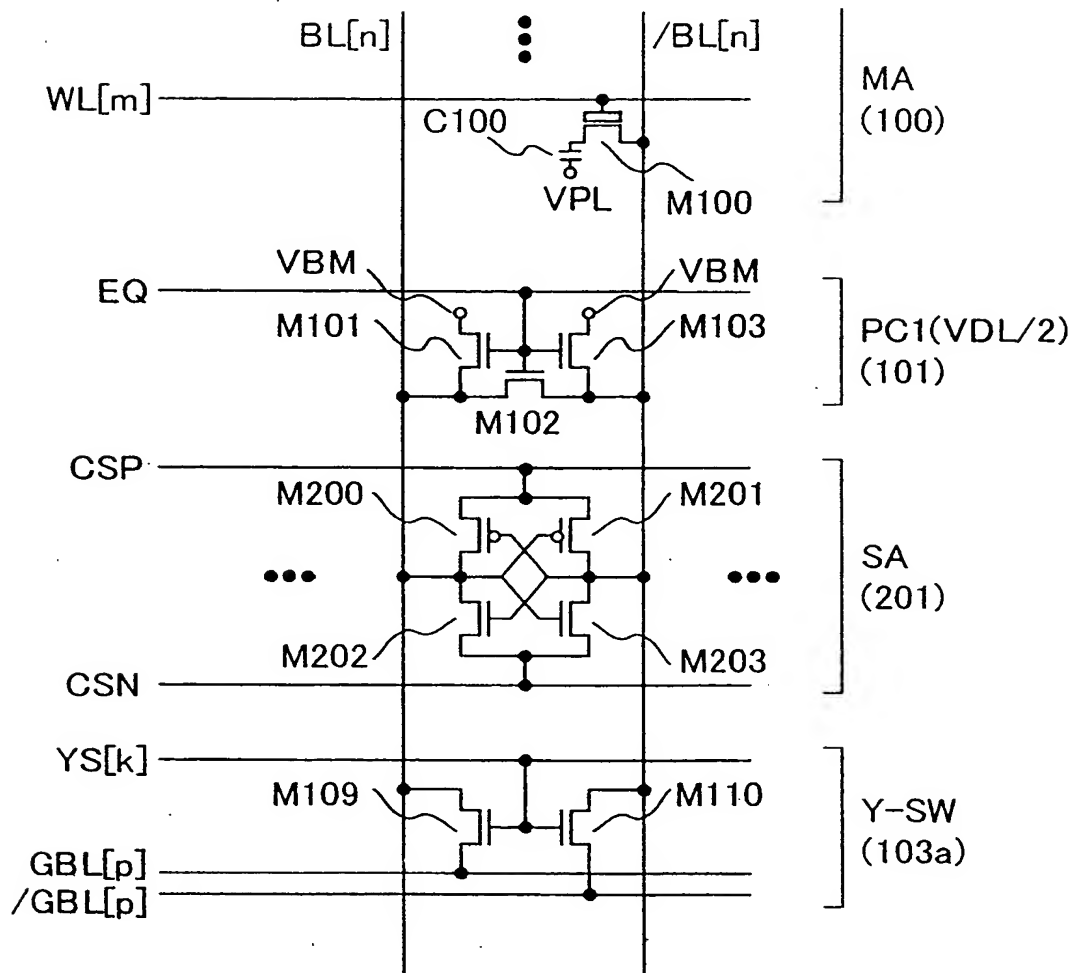 BL[n]
/BL[n]
WL[m]
C100
VPL
M100
MA
(100)
EQ
VBM
VBM
M101
M103
M102
PC1(VDL/2)
(101)
CSP
M200
M201
M202
M203
SA
(201)
CSN
YS[k]
M109
M110
GBL[p]
/GBL[p]
Y-SW
(103a)